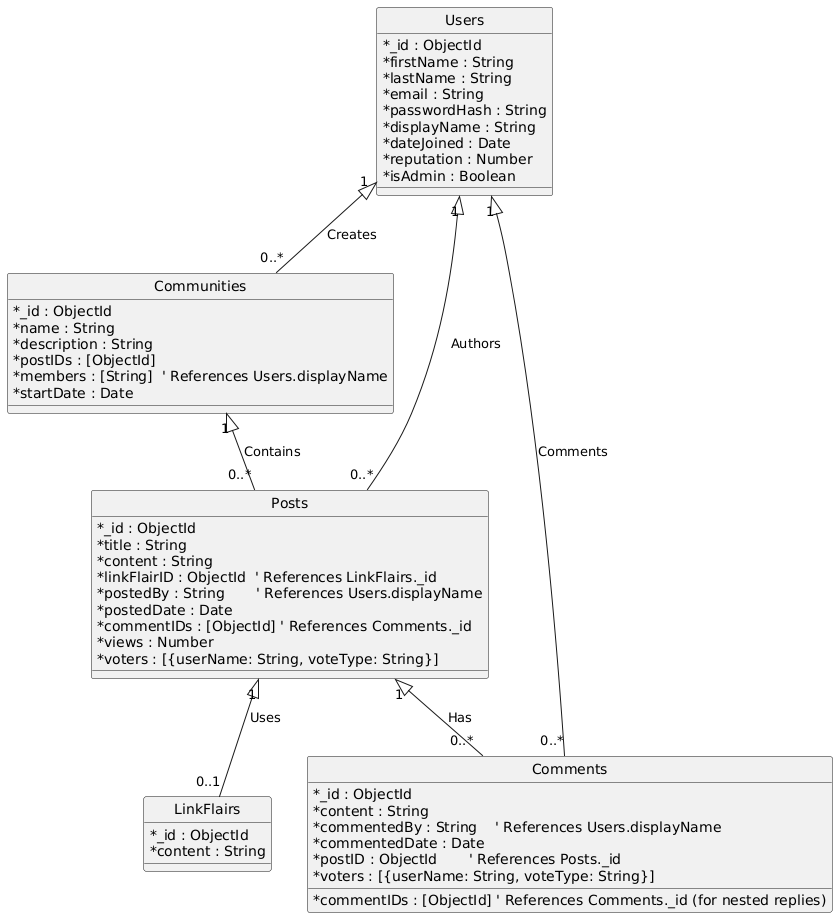 Users
*_id : ObjectId
*firstName : String
*lastName : String
*email : String
*passwordHash : String
*displayName : String
*dateJoined : Date
*reputation : Number
*isAdmin : Boolean
1
1
1
Creates
0..*
Communities
*_id : ObjectId
*name : String
*description : String
*postIDs : [ObjectId]
*members : [String]  ' References Users.displayName
*startDate : Date
Authors
1
Contains
Comments
0..*
0..*
Posts
*_id : ObjectId
*title : String
*content : String
*linkFlairID : ObjectId  ' References LinkFlairs._id
*postedBy : String       ' References Users.displayName
*postedDate : Date
*commentIDs : [ObjectId] ' References Comments._id
*views : Number
*voters : [{userName: String, voteType: String}]
1
1
Uses
Has
0..*
0..*
0..1
LinkFlairs
*_id : ObjectId
*content : String
Comments
*_id : ObjectId
*content : String
*commentedBy : String    ' References Users.displayName
*commentedDate : Date
*postID : ObjectId       ' References Posts._id
*voters : [{userName: String, voteType: String}]
*commentIDs : [ObjectId] ' References Comments._id (for nested replies)